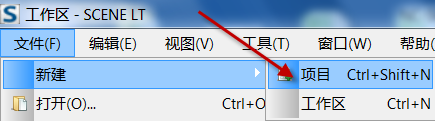 工作区 - SCENE LT
文件(F) 编辑(E) 视图(V) 工具(T) 窗口(W) 帮助(
新建 项目 Ctrl+Shift+N
打开(O)... Ctrl+O 工作区 Ctrl+N